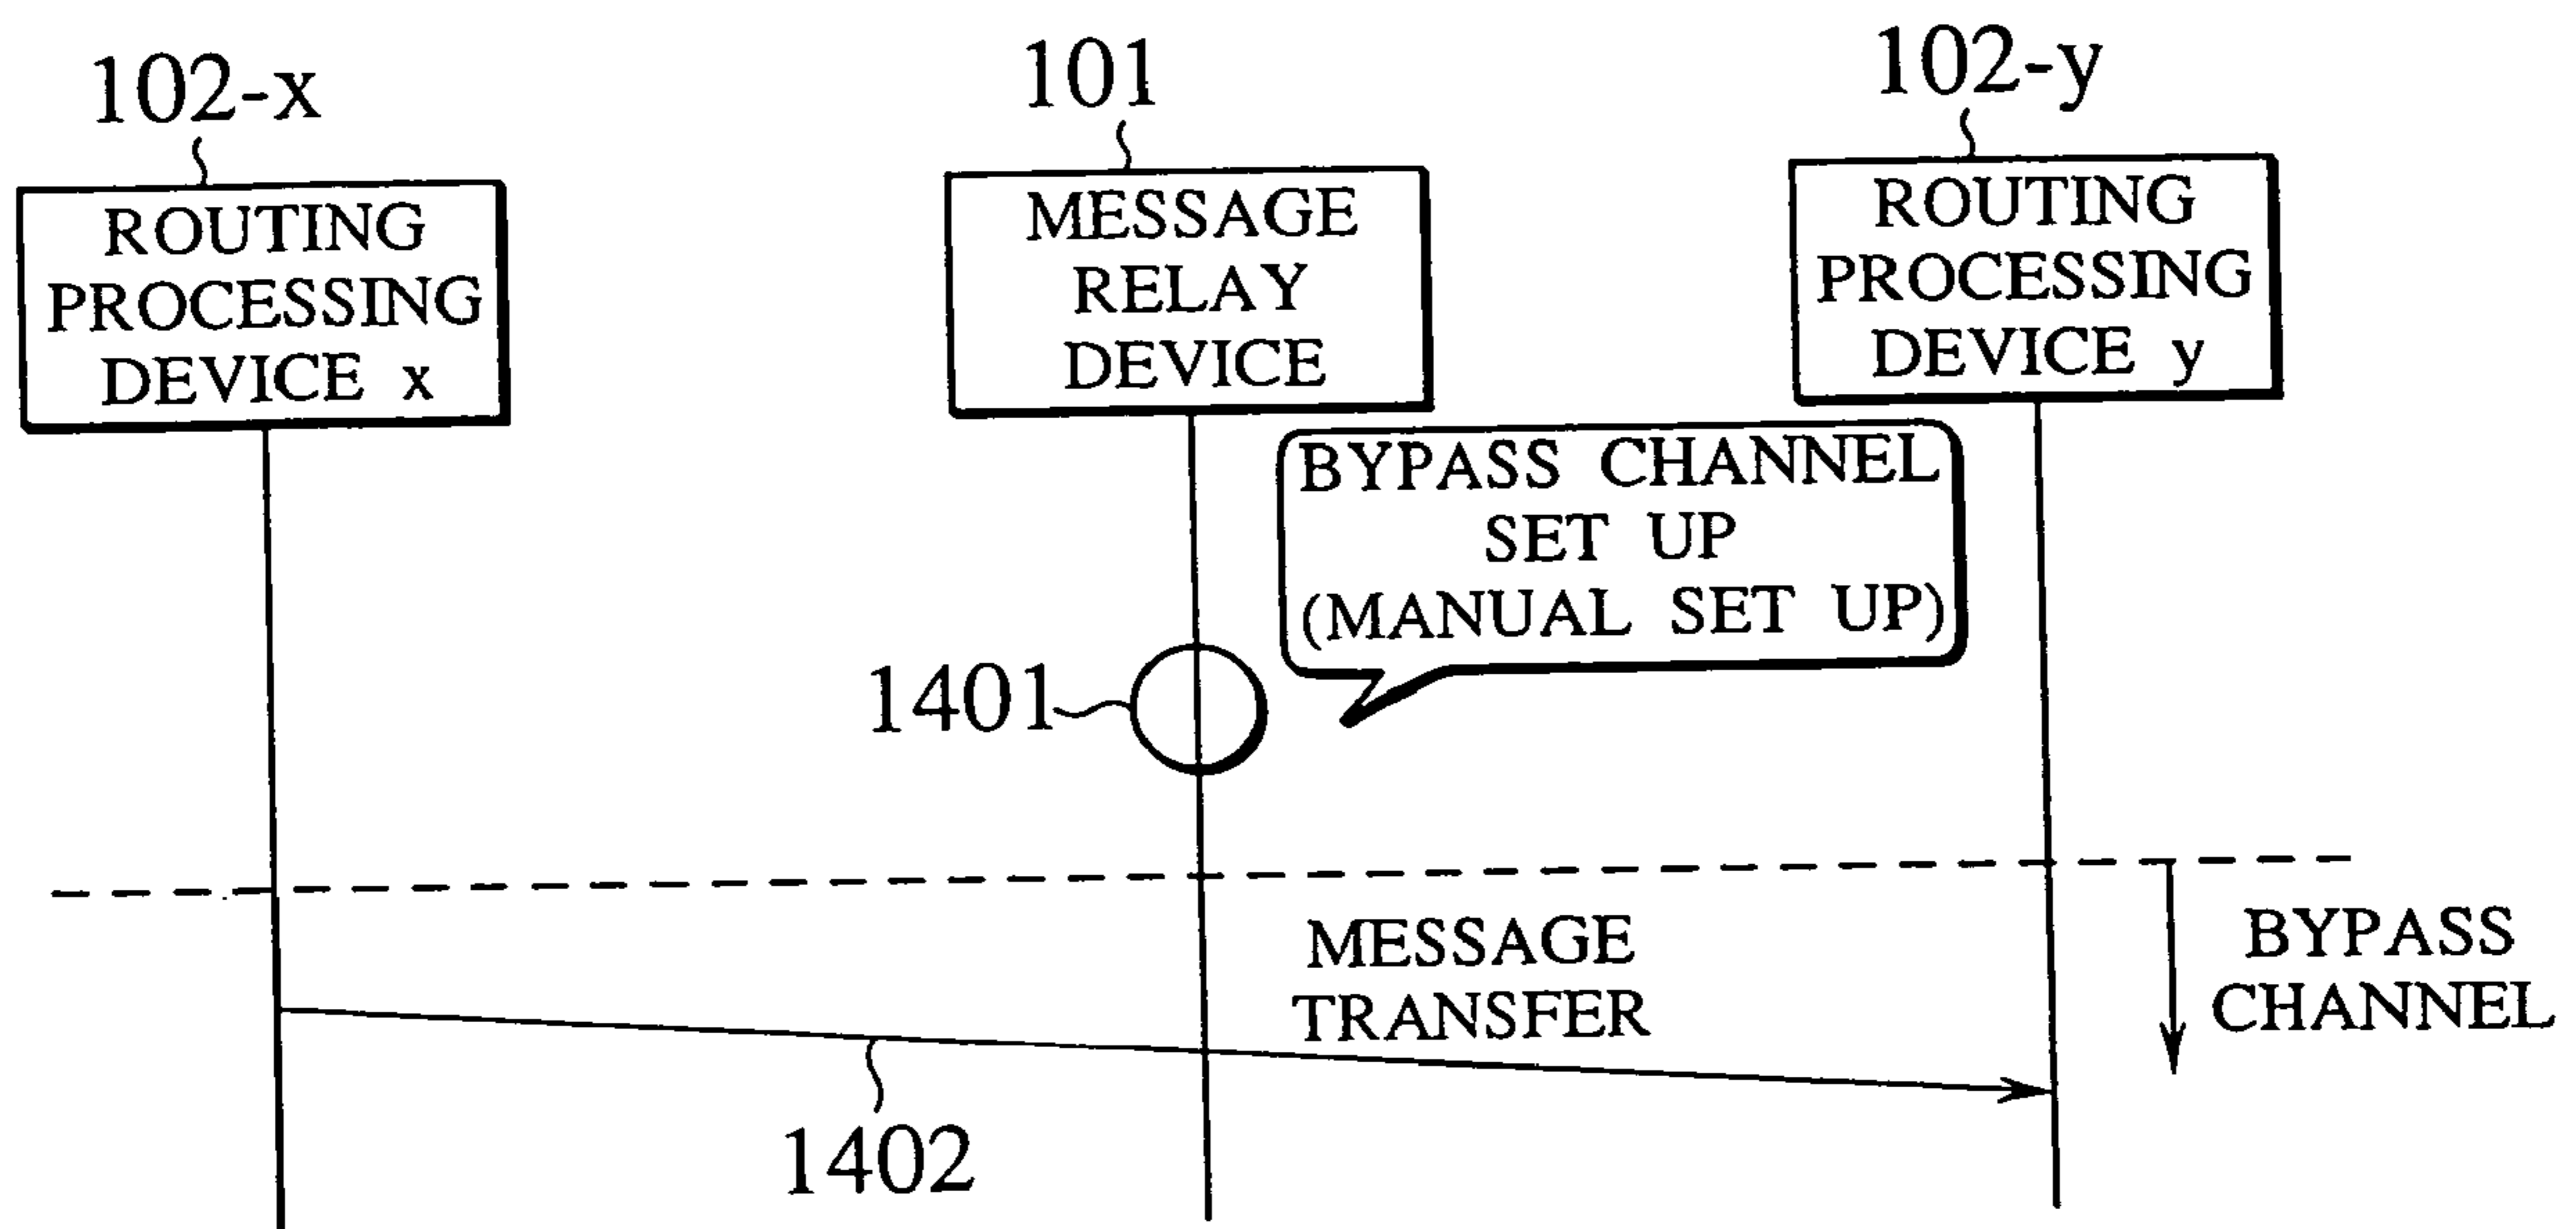 102-x
101
102-y
ROUTING
PROCESSING
DEVICE x
MESSAGE
RELAY
DEVICE
ROUTING
PROCESSING
DEVICE y
BYPASS CHANNEL
SET UP
(MANUAL SET UP)
1401
MESSAGE
TRANSFER
BYPASS
CHANNEL
1402